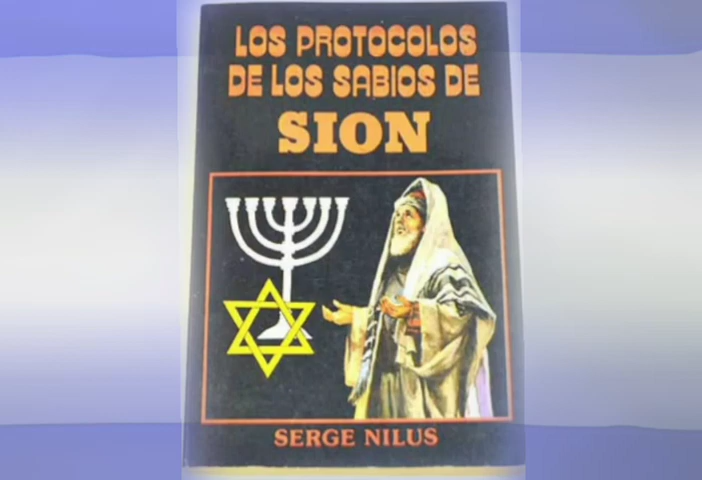 LOS PROTOCOLOS
DE LOS SABIOS DE
SION
SERGE NILUS